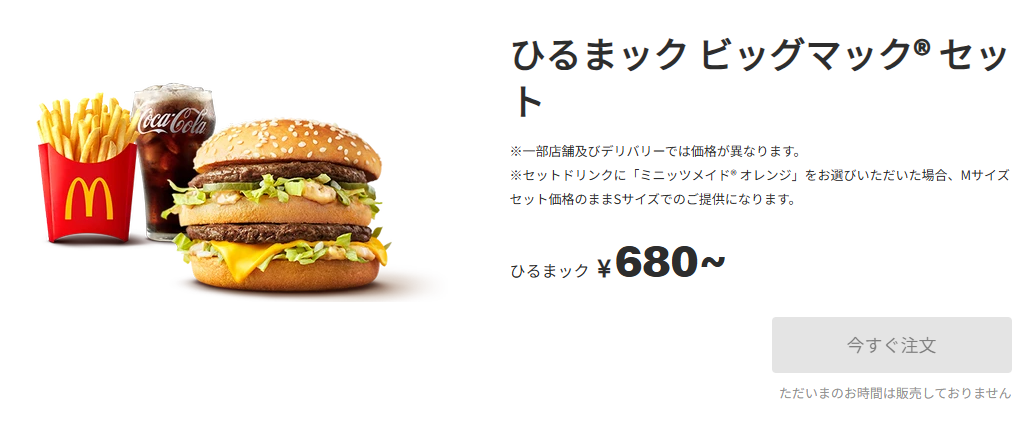 ひるまック ビッグマック® セッ
ト
※一部店舗及びデリバリーでは価格が異なります。
※セットドリンクに「ミニッツメイド® オレンジ」をお選びいただいた場合、Mサイズ
セット価格のままSサイズでのご提供になります。
ひるまック ¥680~
今すぐ注文
ただいまのお時間は販売しておりません
Coca-Cola